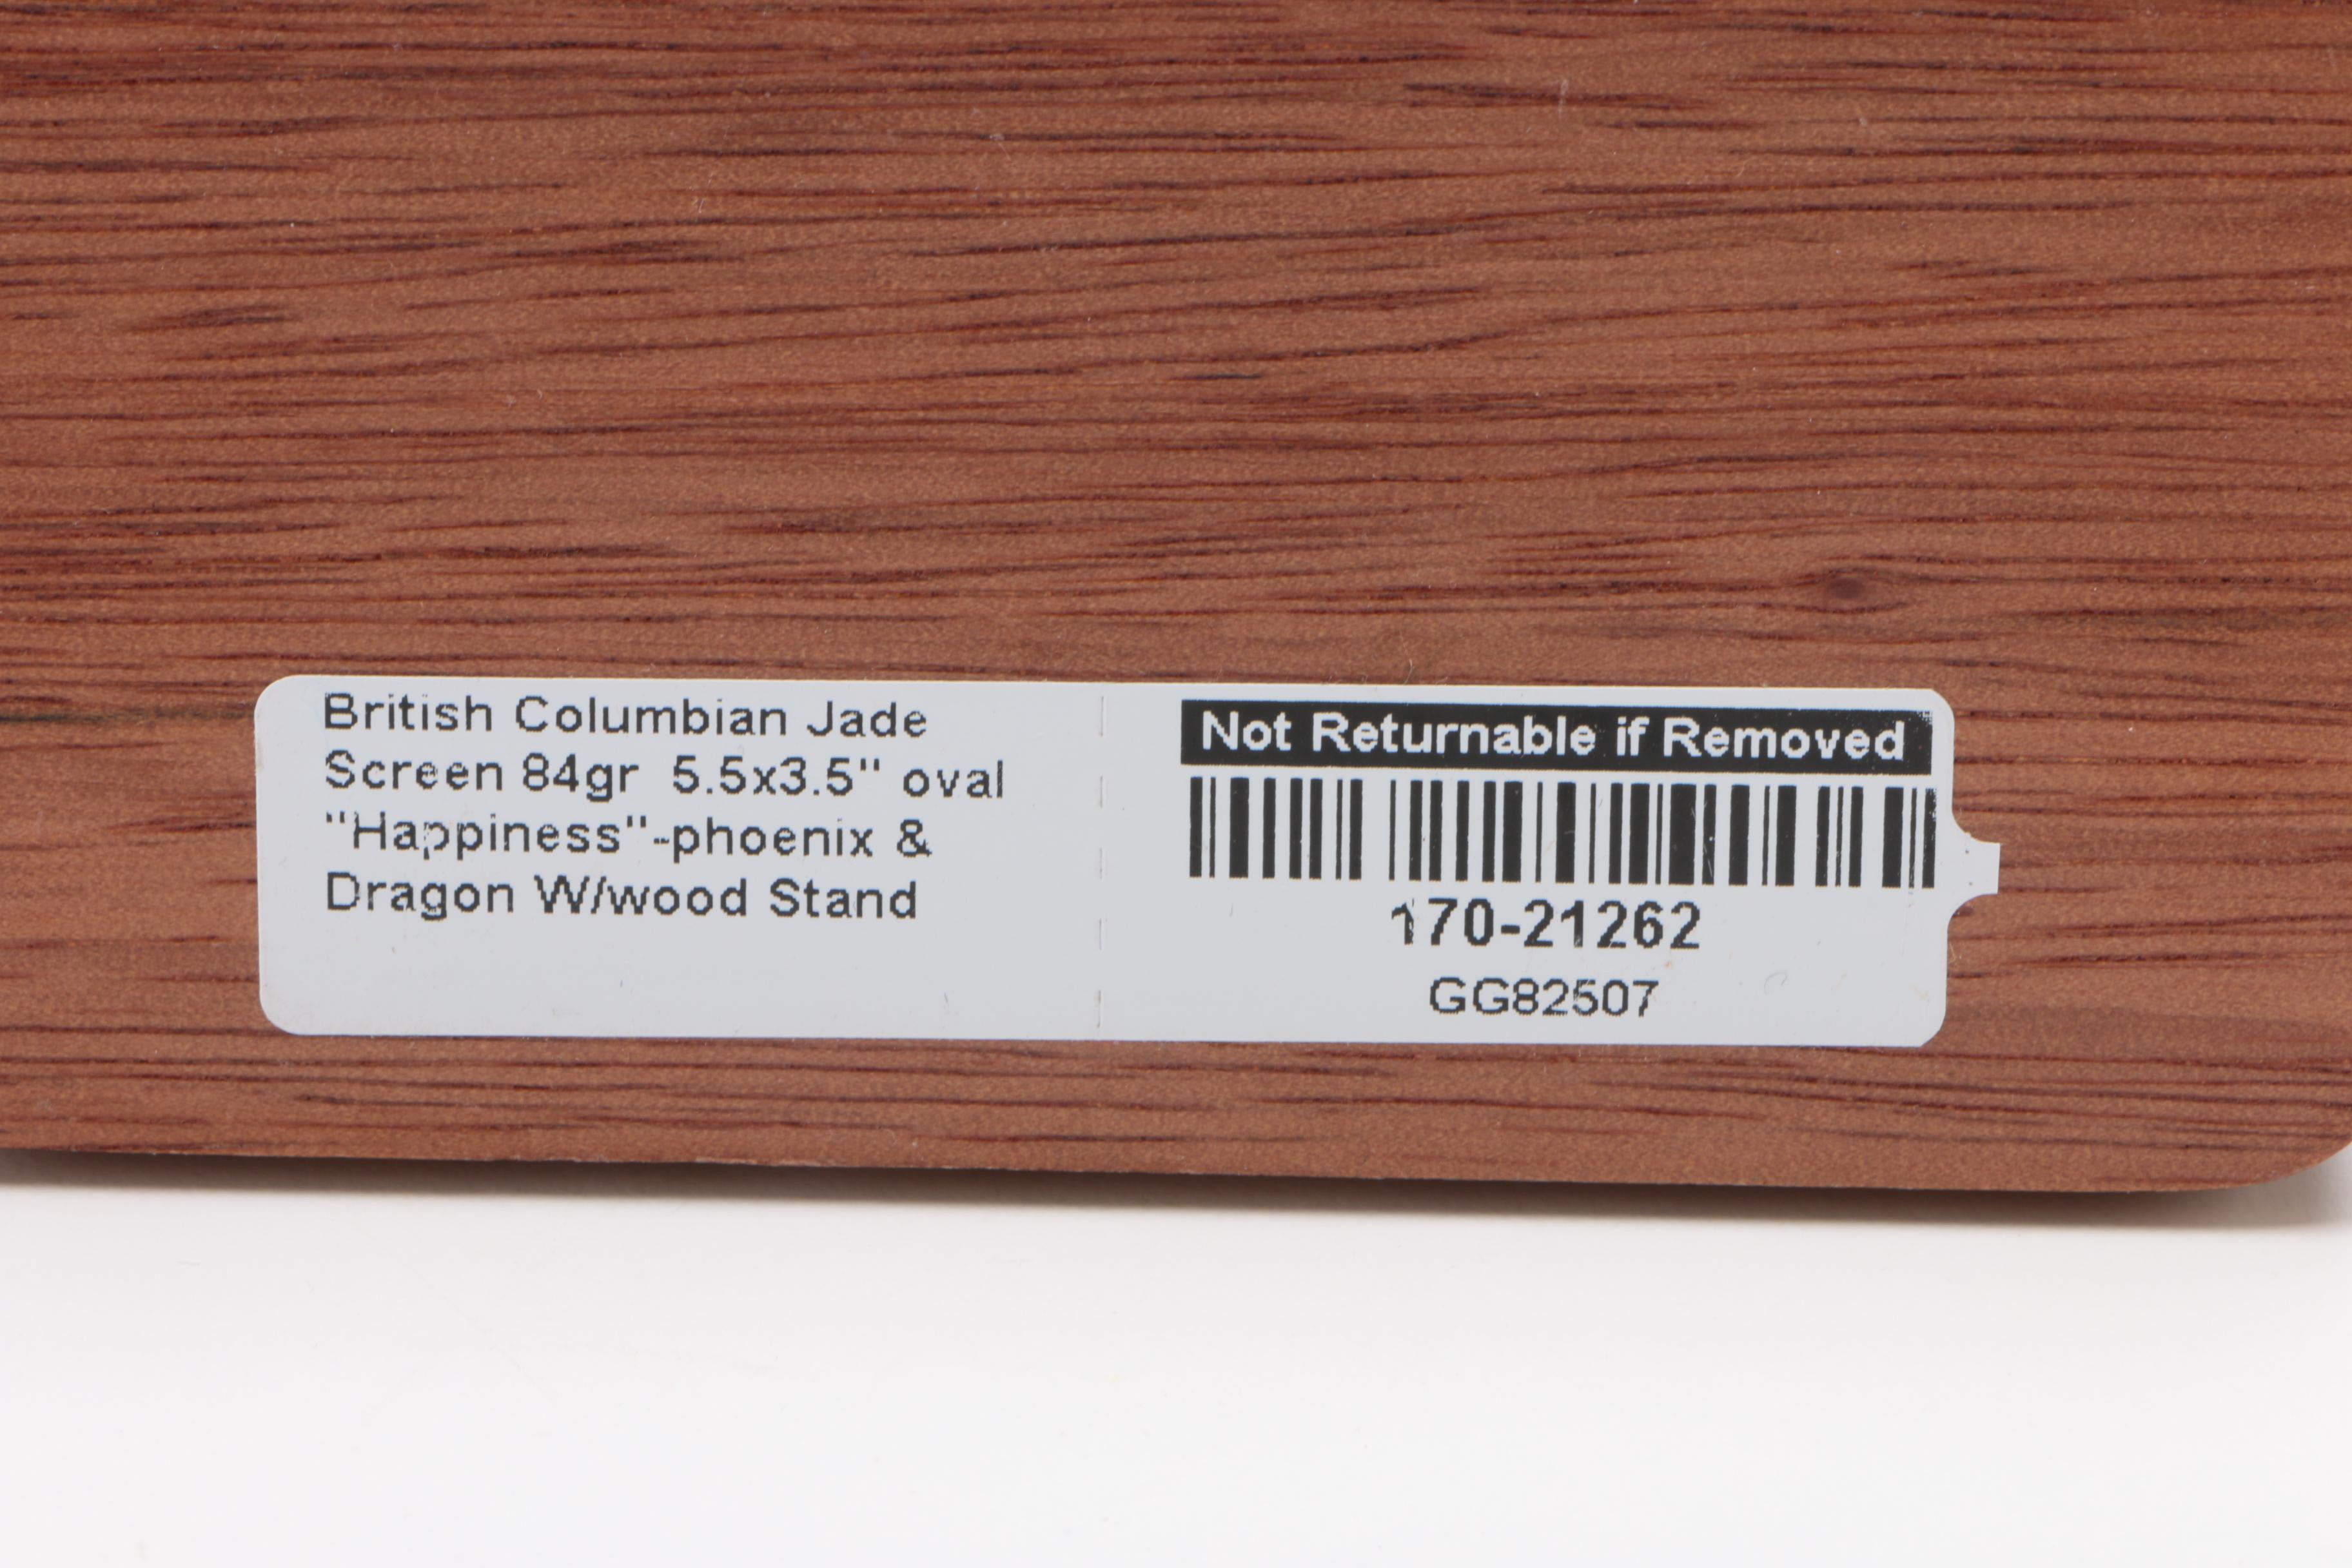 British Columbian Jade
Screen 84gr  5.5x3.5" oval
"Happiness"-phoenix &
Dragon W/wood Stand
Not Returnable if Removed
170-21262
GG82507